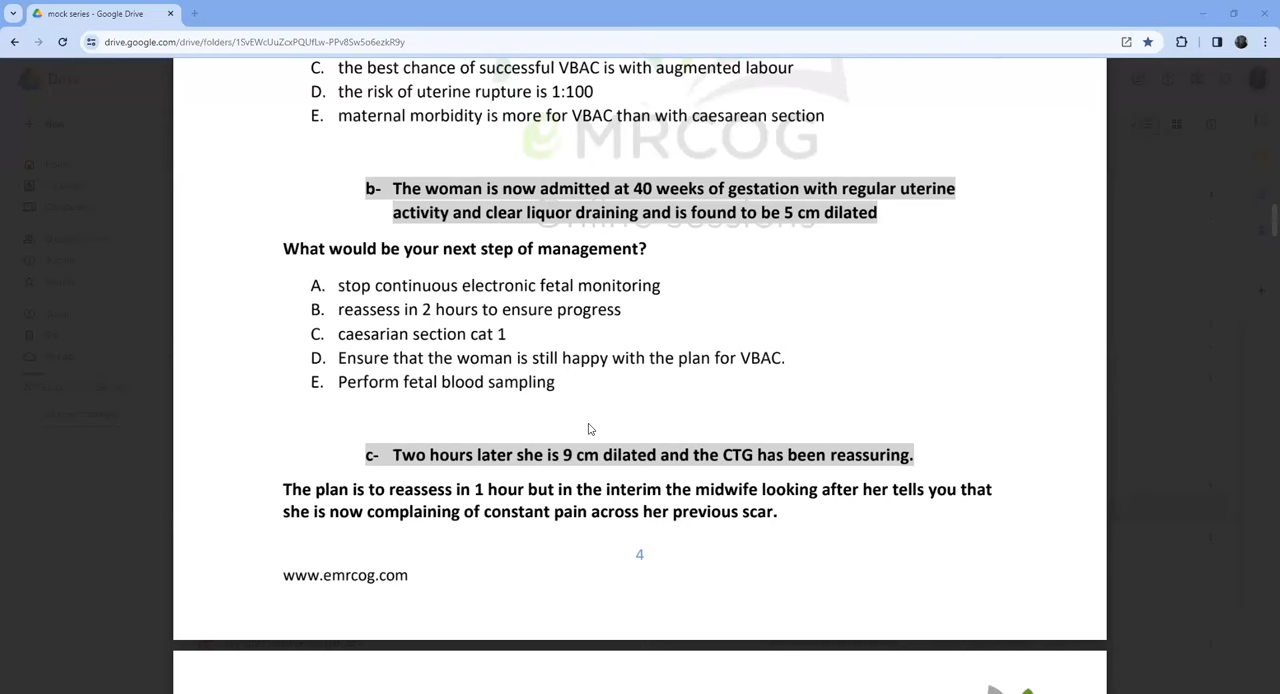 mock series - Google Drive
drive.google.com/drive/folders/1SvEWcUuZcxPQUfLw-PPv8Sw5o6ezkR9y
Drive
C. the best chance of successful VBAC is with augmented labour
D. the risk of uterine rupture is 1:100
E. maternal morbidity is more for VBAC than with caesarean section
eMRCOG
Online sessions
b- The woman is now admitted at 40 weeks of gestation with regular uterine
activity and clear liquor draining and is found to be 5 cm dilated
What would be your next step of management?
A. stop continuous electronic fetal monitoring
B. reassess in 2 hours to ensure progress
C. caesarian section cat 1
D. Ensure that the woman is still happy with the plan for VBAC.
E. Perform fetal blood sampling
c- Two hours later she is 9 cm dilated and the CTG has been reassuring.
The plan is to reassess in 1 hour but in the interim the midwife looking after her tells you that
she is now complaining of constant pain across her previous scar.
4
www.emrcog.com